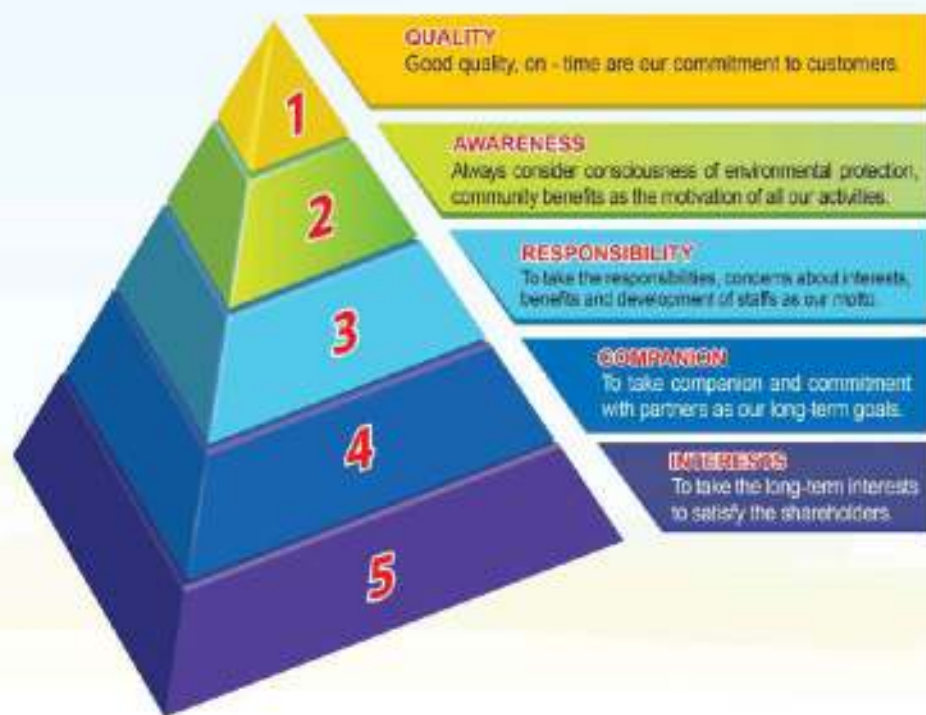 1
QUALITY
Good quality, on - time are our commitment to customers.
2
AWARENESS
Always consider consciousness of environmental protection,
community benefits as the motivation of all our activities.
3
RESPONSIBILITY
To take the responsibilities, concerns about interests,
benefits and development of staffs as our motto.
4
COMPANION
To take companion and commitment
with partners as our long-term goals.
5
INTERESTS
To take the long-term interests
to satisfy the shareholders.